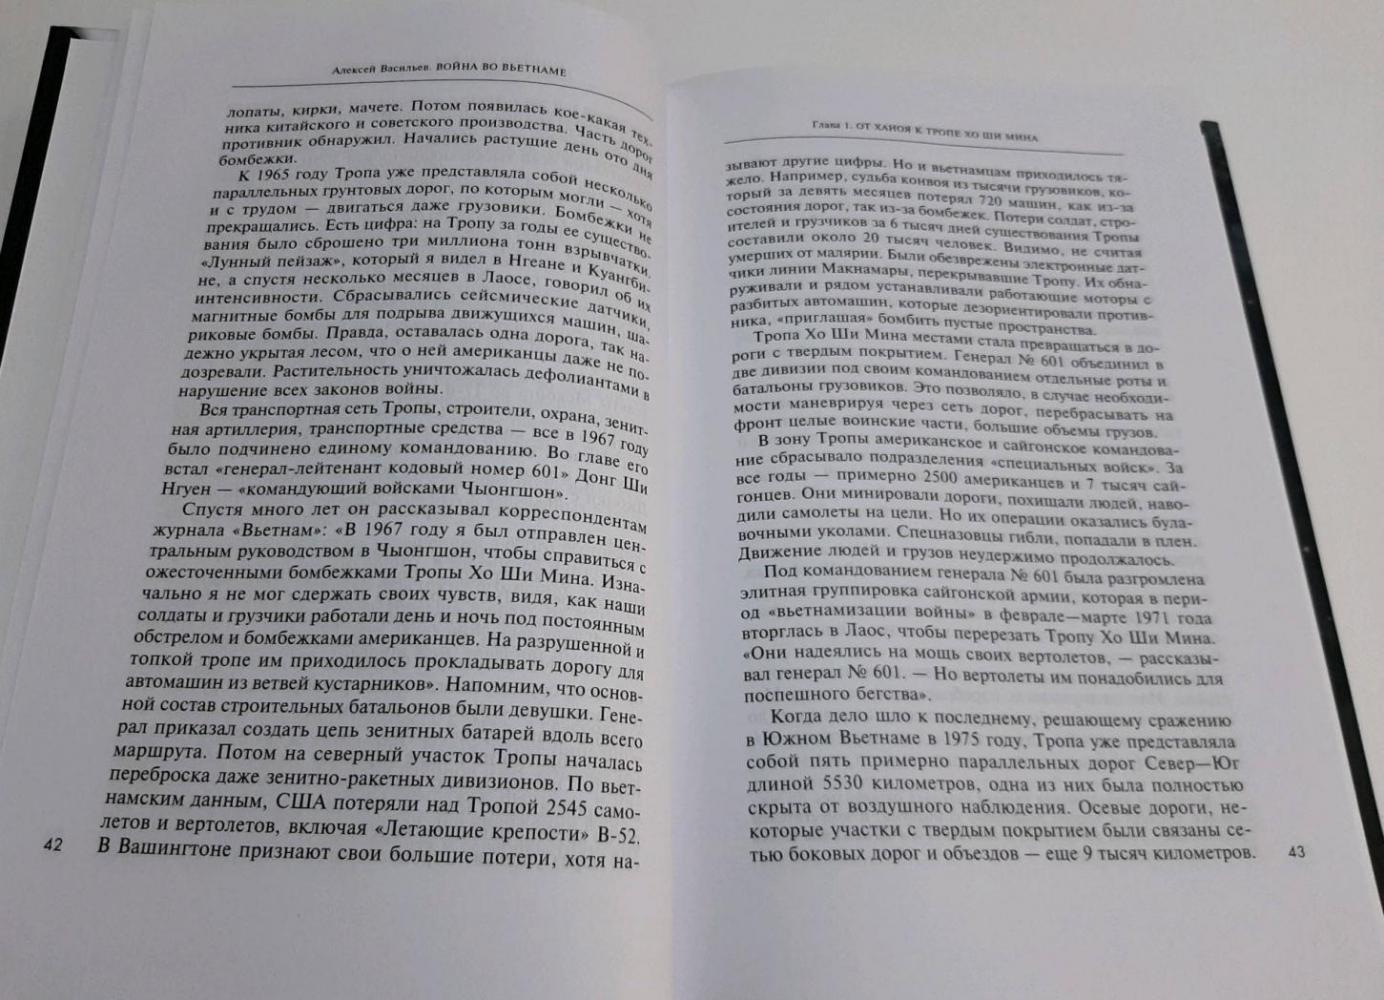 Алексей Васильев. ВОЙНА ВО ВЬЕТНАМЕ
лопаты, кирки, мачете. Потом появилась кое-какая тех-
ника китайского и советского производства. Часть дорог
противник обнаружил. Начались растущие день ото дня
бомбежки.
К 1965 году Тропа уже представляла собой несколько
параллельных грунтовых дорог, по которым могли — хотя
и с трудом — двигаться даже грузовики. Бомбежки не
прекращались. Есть цифра: на Тропу за годы ее существо-
вания было сброшено три миллиона тонн взрывчатки.
«Лунный пейзаж», который я видел в Нгеане и Куангби-
не, а спустя несколько месяцев в Лаосе, говорил об их
интенсивности. Сбрасывались сейсмические датчики,
магнитные бомбы для подрыва движущихся машин, ша-
риковые бомбы. Правда, оставалась одна дорога, так на-
дежно укрытая лесом, что о ней американцы даже не по-
дозревали. Растительность уничтожалась дефолиантами в
нарушение всех законов войны.
Вся транспортная сеть Тропы, строители, охрана, зенит-
ная артиллерия, транспортные средства — все в 1967 году
было подчинено единому командованию. Во главе его
встал «генерал-лейтенант кодовый номер 601» Донг Ши
Нгуен — «командующий войсками Чыонгшон».
Спустя много лет он рассказывал корреспондентам
журнала «Вьетнам»: «В 1967 году я был отправлен цен-
тральным руководством в Чыонгшон, чтобы справиться с
ожесточенными бомбежками Тропы Хо Ши Мина. Изна-
чально я не мог сдержать своих чувств, видя, как наши
солдаты и грузчики работали день и ночь под постоянным
обстрелом и бомбежками американцев. На разрушенной и
топкой тропе им приходилось прокладывать дорогу для
автомашин из ветвей кустарников». Напомним, что основ-
ной состав строительных батальонов были девушки. Гене-
рал приказал создать цепь зенитных батарей вдоль всего
маршрута. Потом на северный участок Тропы началась
переброска даже зенитно-ракетных дивизионов. По вьет-
намским данным, США потеряли над Тропой 2545 само-
летов и вертолетов, включая «Летающие крепости» В-52.
В Вашингтоне признают свои большие потери, хотя на-
42
Глава 1. ОТ ХАНОЯ К ТРОПЕ ХО ШИ МИНА
зывают другие цифры. Но и вьетнамцам приходилось тя-
жело. Например, судьба конвоя из тысячи грузовиков, ко-
торый за девять месяцев потерял 720 машин, как из-за
состояния дорог, так из-за бомбежек. Потери солдат, стро-
ителей и грузчиков за 6 тысяч дней существования Тропы
составили около 20 тысяч человек. Видимо, не считая
умерших от малярии. Были обезврежены электронные дат-
чики линии Макнамары, перекрывавшие Тропу. Их обна-
руживали и рядом устанавливали работающие моторы с
разбитых автомашин, которые дезориентировали против-
ника, «приглашая» бомбить пустые пространства.
Тропа Хо Ши Мина местами стала превращаться в до-
роги с твердым покрытием. Генерал № 601 объединил в
две дивизии под своим командованием отдельные роты и
батальоны грузовиков. Это позволяло, в случае необходи-
мости маневрируя через сеть дорог, перебрасывать на
фронт целые воинские части, большие объемы грузов.
В зону Тропы американское и сайгонское командова-
ние сбрасывало подразделения «специальных войск». За
все годы — примерно 2500 американцев и 7 тысяч сай-
гонцев. Они минировали дороги, похищали людей, наво-
дили самолеты на цели. Но их операции оказались була-
вочными уколами. Спецназовцы гибли, попадали в плен.
Движение людей и грузов неудержимо продолжалось.
Под командованием генерала № 601 была разгромлена
элитная группировка сайгонской армии, которая в пери-
од «вьетнамизации войны» в феврале—марте 1971 года
вторглась в Лаос, чтобы перерезать Тропу Хо Ши Мина.
«Они надеялись на мощь своих вертолетов, — рассказы-
вал генерал № 601. — Но вертолеты им понадобились для
поспешного бегства».
Когда дело шло к последнему, решающему сражению
в Южном Вьетнаме в 1975 году, Тропа уже представляла
собой пять примерно параллельных дорог Север—Юг
длиной 5530 километров, одна из них была полностью
скрыта от воздушного наблюдения. Осевые дороги, не-
которые участки с твердым покрытием были связаны се-
тью боковых дорог и объездов — еще 9 тысяч километров.
43